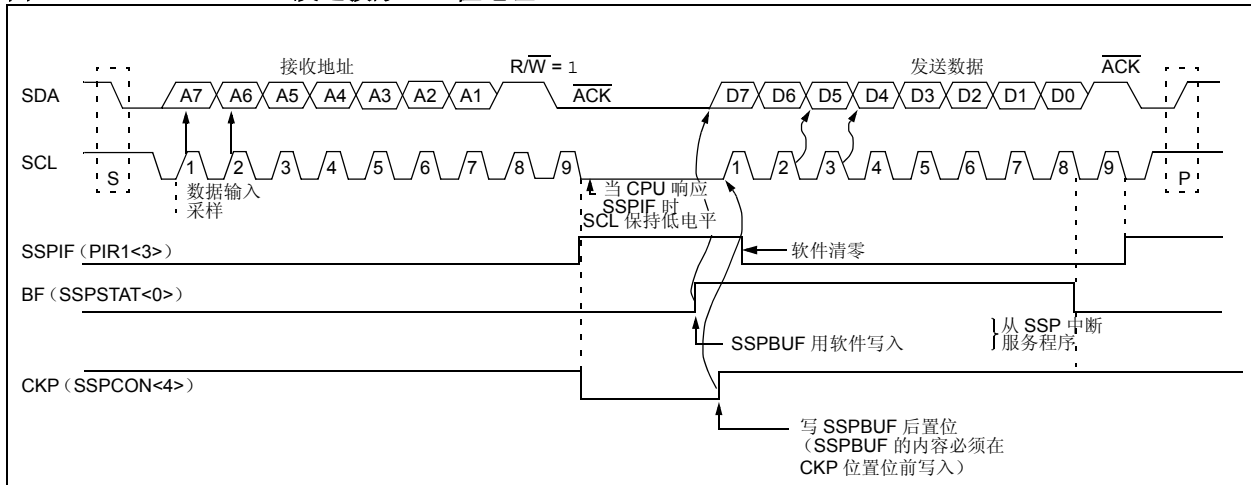 接收地址 R/W = 1 发送数据 ACK
SDA A7 A6 A5 A4 A3 A2 A1 ACK D7 D6 D5 D4 D3 D2 D1 D0
SCL S 1 2 3 4 5 6 7 8 9 1 2 3 4 5 6 7 8 9 P
数据输入
采样
当 CPU 响应
SSPIF 时
SCL 保持低电平
SSPIF（PIR1<3>）
软件清零
BF（SSPSTAT<0>）
SSPBUF 用软件写入
从 SSP 中断
服务程序
CKP（SSPCON<4>）
写 SSPBUF 后置位
（SSPBUF 的内容必须在
CKP 位置位前写入）